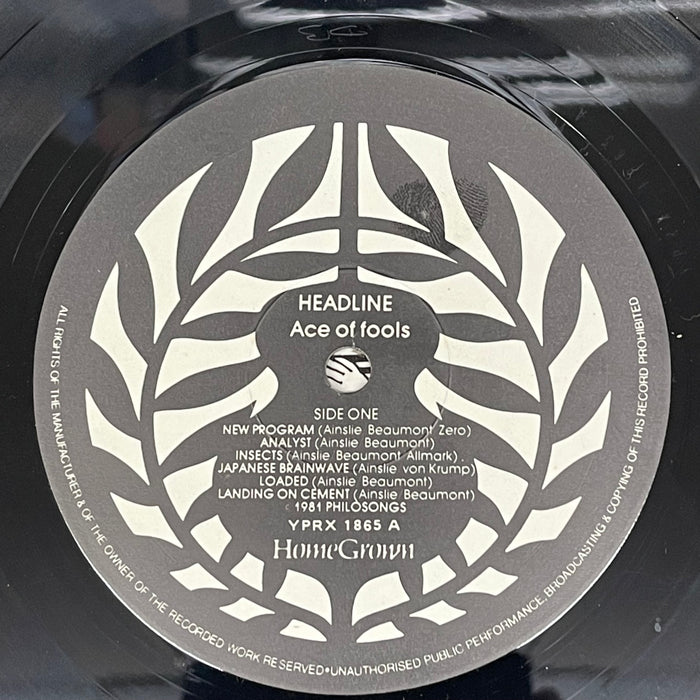 HEADLINE
Ace of fools
SIDE ONE
NEW PROGRAM (Ainslie Beaumont Zero)
ANALYST (Ainslie Beaumont)
INSECTS (Ainslie Beaumont Allmark)
JAPANESE BRAINWAVE (Ainslie von Krump)
LOADED (Ainslie Beaumont)
LANDING ON CEMENT (Ainslie Beaumont)
© 1981 PHILOSONGS
YPRX 1865 A
HomeGrown
ALL RIGHTS OF THE MANUFACTURER & OF THE OWNER OF THE RECORDED WORK RESERVED•UNAUTHORISED PUBLIC PERFORMANCE, BROADCASTING & COPYING OF THIS RECORD PROHIBITED